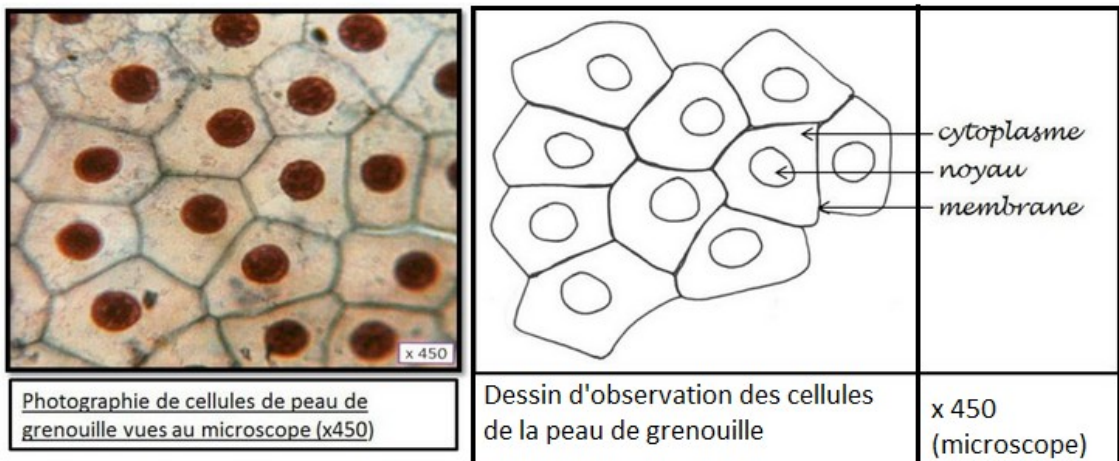 x 450
Photographie de cellules de peau de
grenouille vues au microscope (x450)
cytoplasme
noyau
membrane
Dessin d'observation des cellules
de la peau de grenouille
x 450
(microscope)